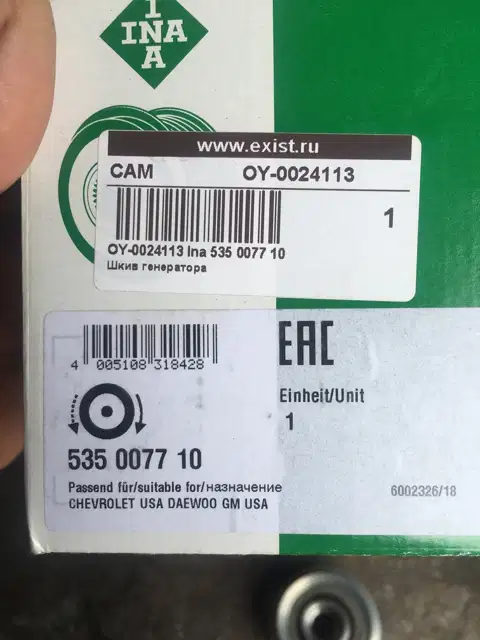 I
INA
A
www.exist.ru
CAM OY-0024113
1
OY-0024113 Ina 535 0077 10
Шкив генератора
4 005108 318428
EAC
Einheit/Unit
1
535 0077 10
Passend für/suitable for/назначение
CHEVROLET USA DAEWOO GM USA
6002326/18